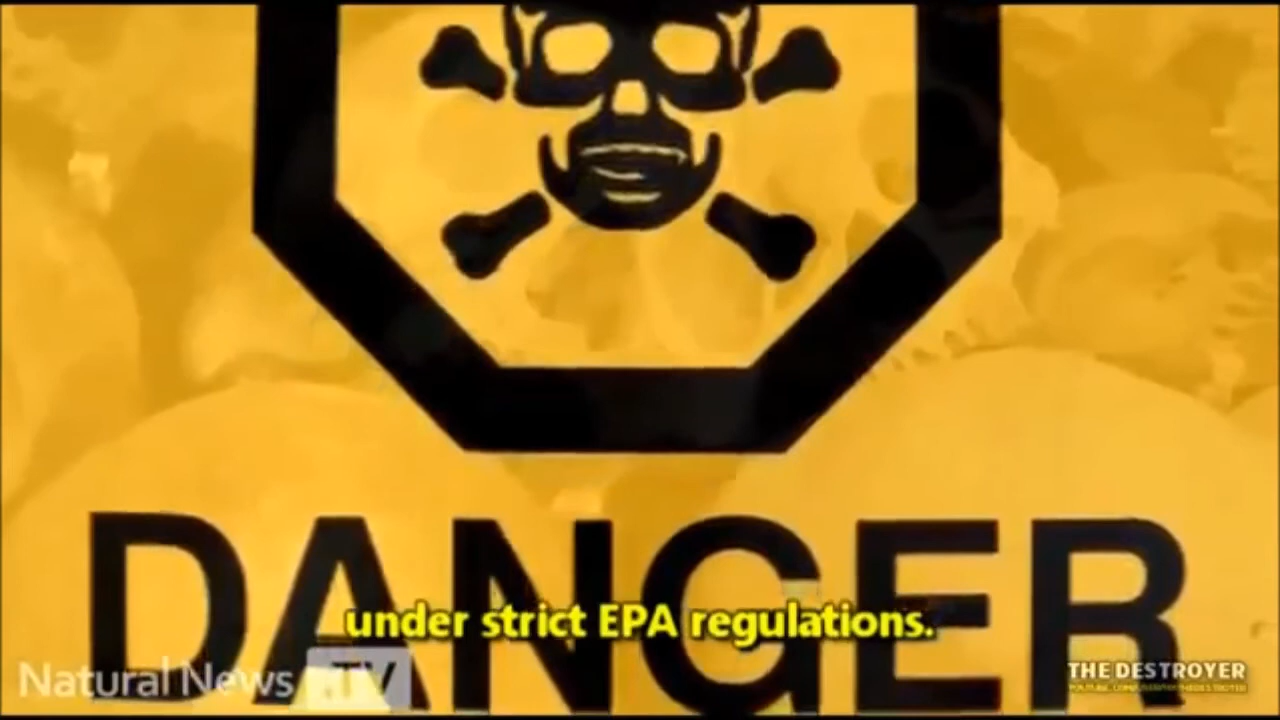 DANGER
under strict EPA regulations.
Natural News .TV
THE DESTROYER